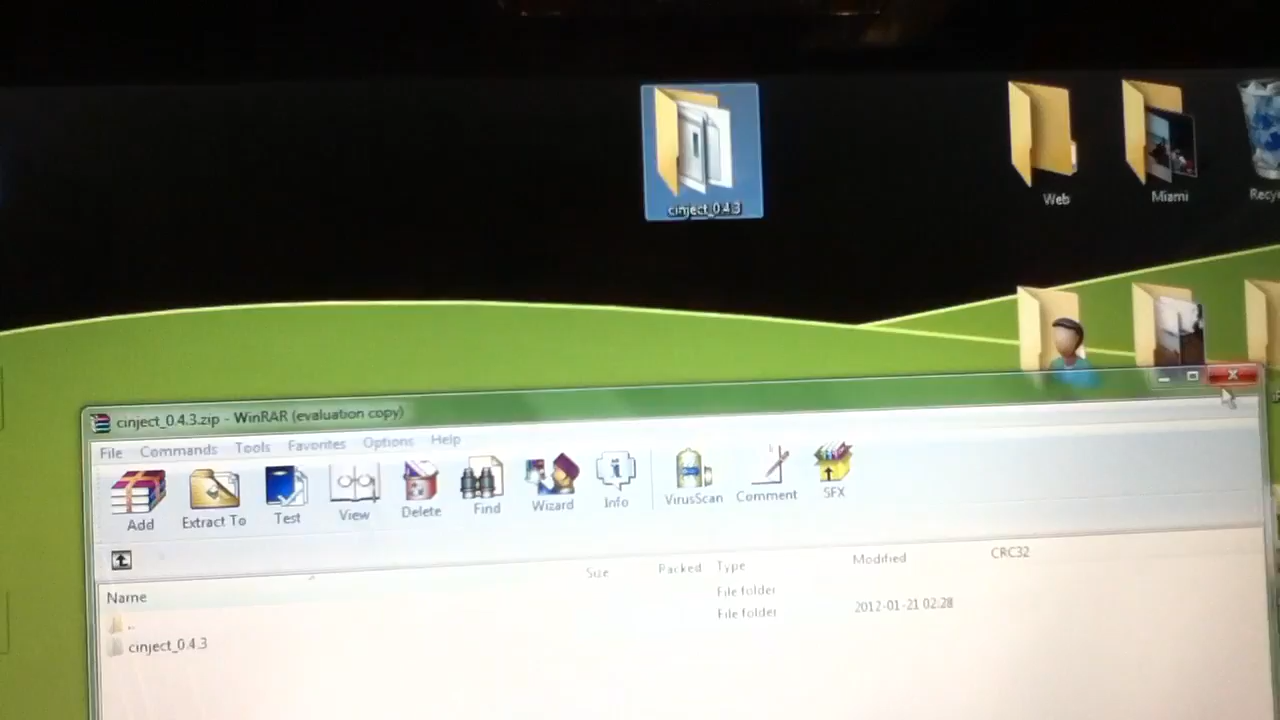 cinject_0.4.3
Web
Miami
Recy
cinject_0.4.3.zip - WinRAR (evaluation copy)
File Commands Tools Favorites Options Help
Add Extract To Test View Delete Find Wizard Info VirusScan Comment SFX
Name Size Packed Type Modified CRC32
.. File folder
cinject_0.4.3 File folder 2012-01-21 02:28